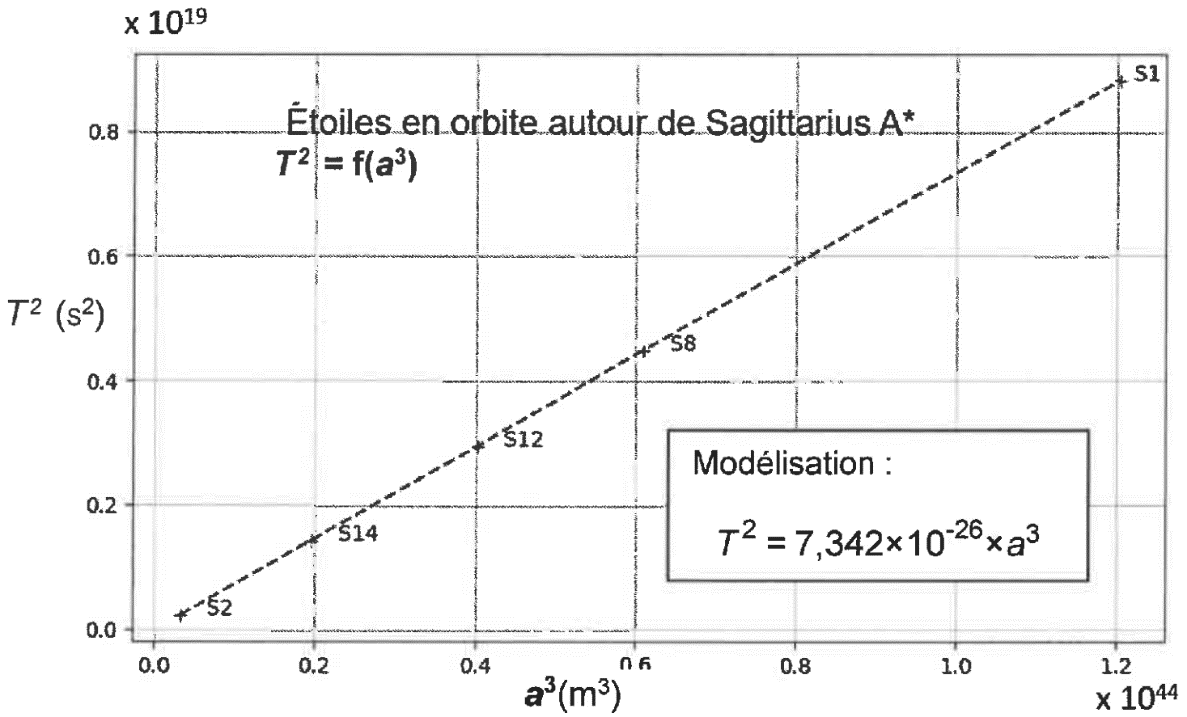 x 10¹⁹
Étoiles en orbite autour de Sagittarius A*
T² = f(a³)
S1
0.8
0.6
T² (s²)
S8
0.4
S12
Modélisation :
0.2
S14
T² = 7,342×10⁻²⁶×a³
S2
0.0
0.0 0.2 0.4 0.6 0.8 1.0 1.2
a³(m³)
x 10⁴⁴